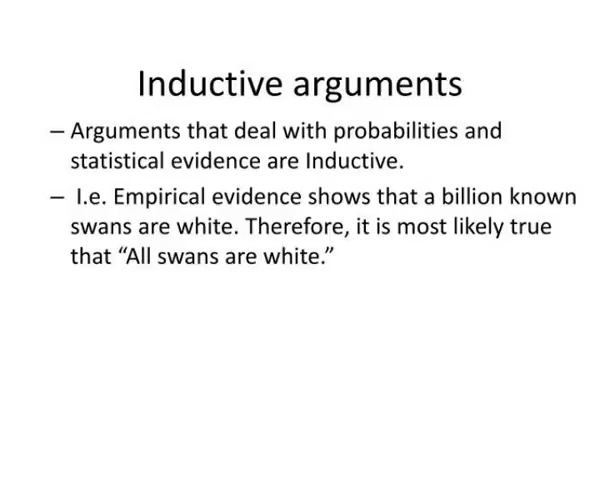 Inductive arguments
– Arguments that deal with probabilities and
statistical evidence are Inductive.
– I.e. Empirical evidence shows that a billion known
swans are white. Therefore, it is most likely true
that “All swans are white.”